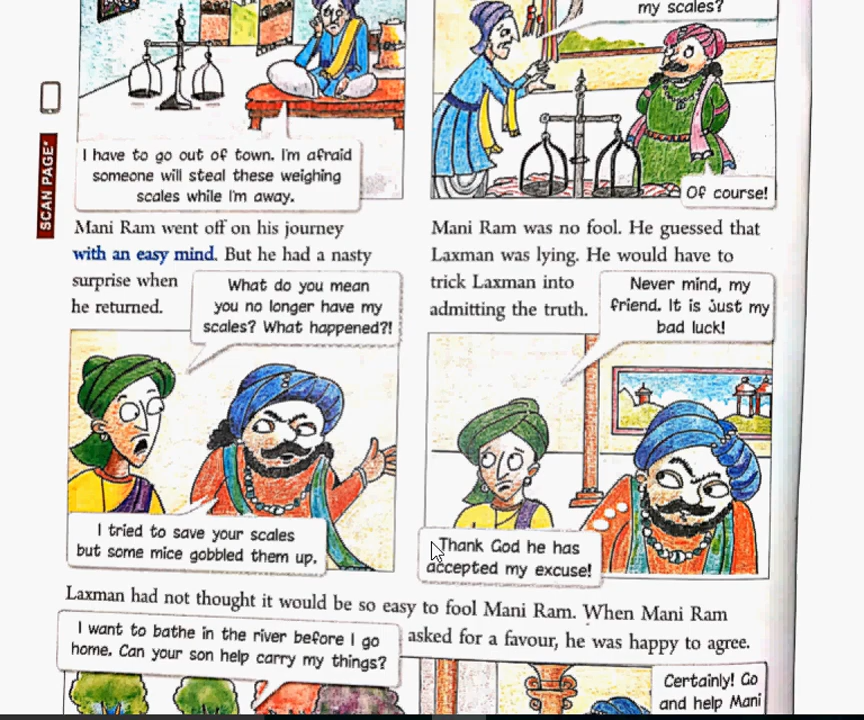 my scales?
SCAN PAGE*
I have to go out of town. I'm afraid
someone will steal these weighing
scales while I'm away.
Of course!
Mani Ram went off on his journey
with an easy mind. But he had a nasty
surprise when
he returned.
What do you mean
you no longer have my
scales? What happened?!
I tried to save your scales
but some mice gobbled them up.
Mani Ram was no fool. He guessed that
Laxman was lying. He would have to
trick Laxman into
admitting the truth.
Never mind, my
friend. It is just my
bad luck!
Thank God he has
accepted my excuse!
Laxman had not thought it would be so easy to fool Mani Ram. When Mani Ram
asked for a favour, he was happy to agree.
I want to bathe in the river before I go
home. Can your son help carry my things?
Certainly! Go
and help Mani